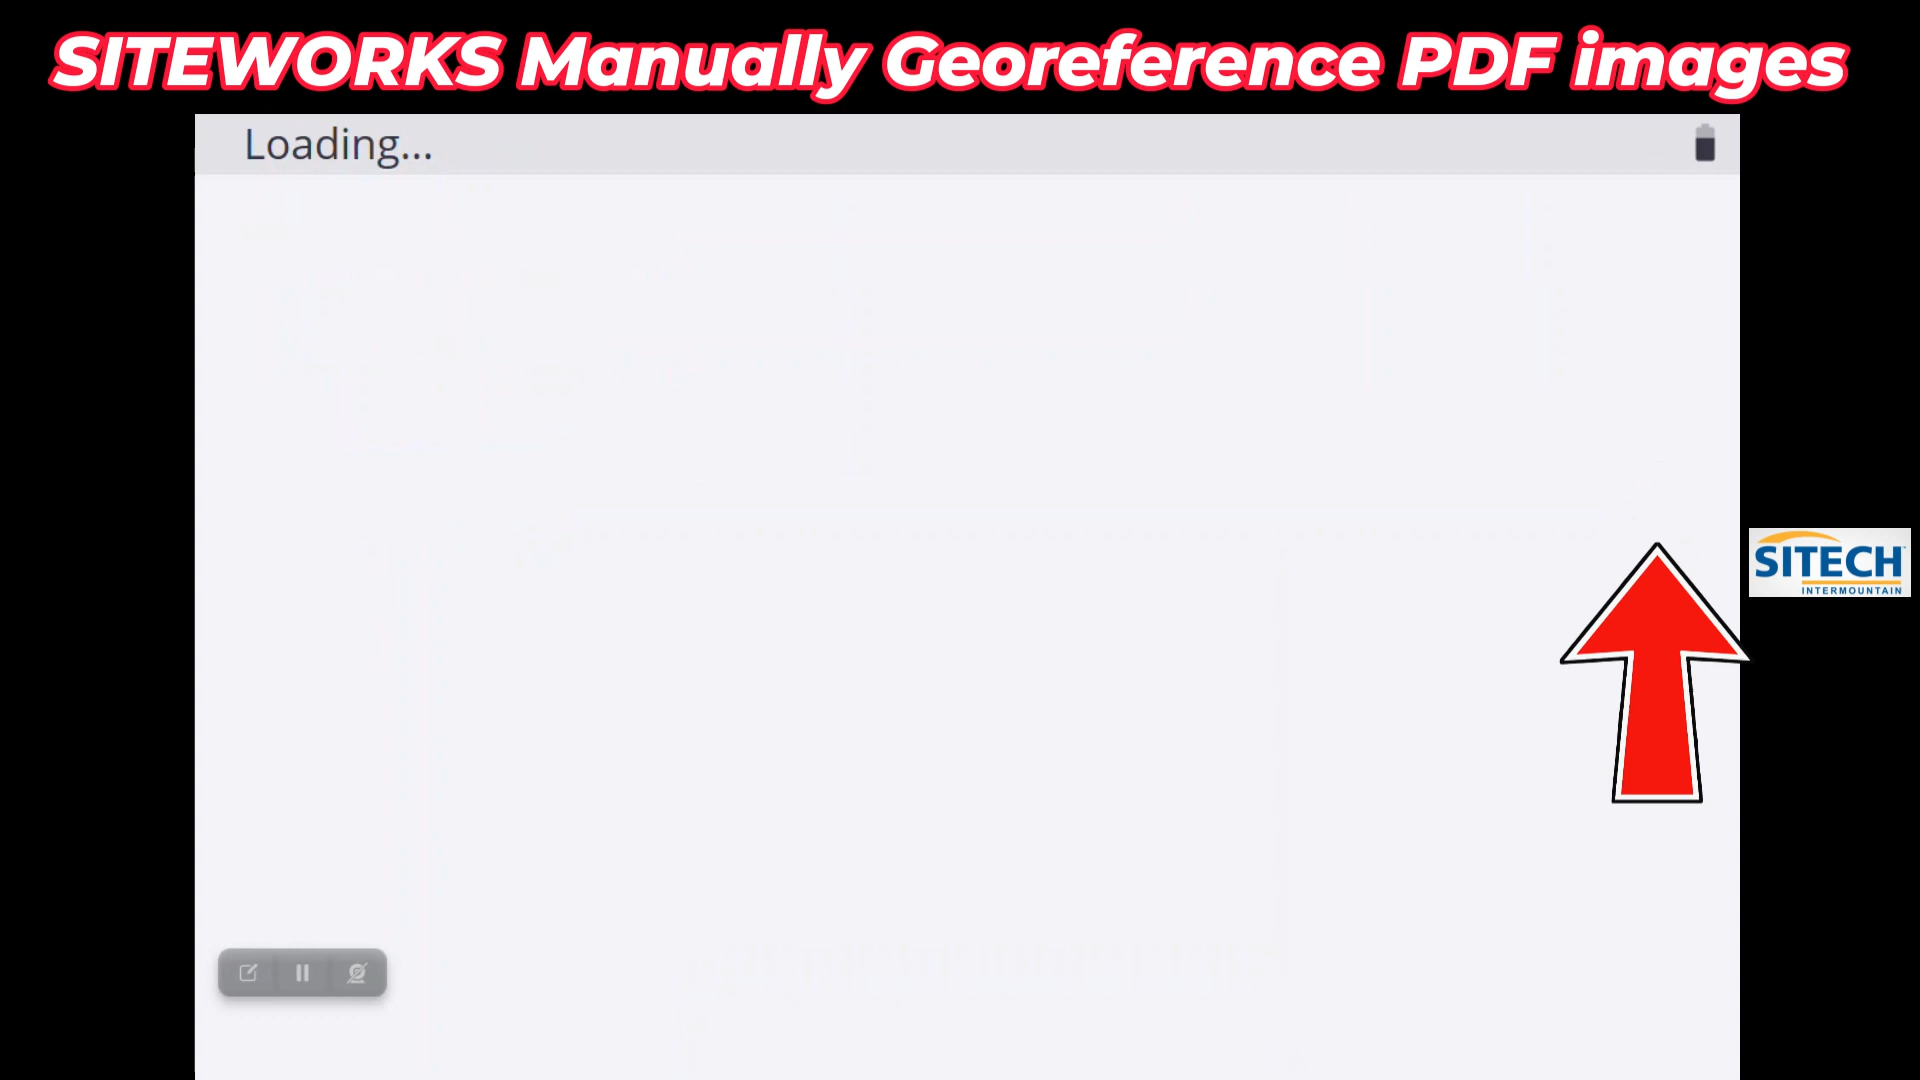 SITEWORKS Manually Georeference PDF images
Loading...
SITECH
INTERMOUNTAIN